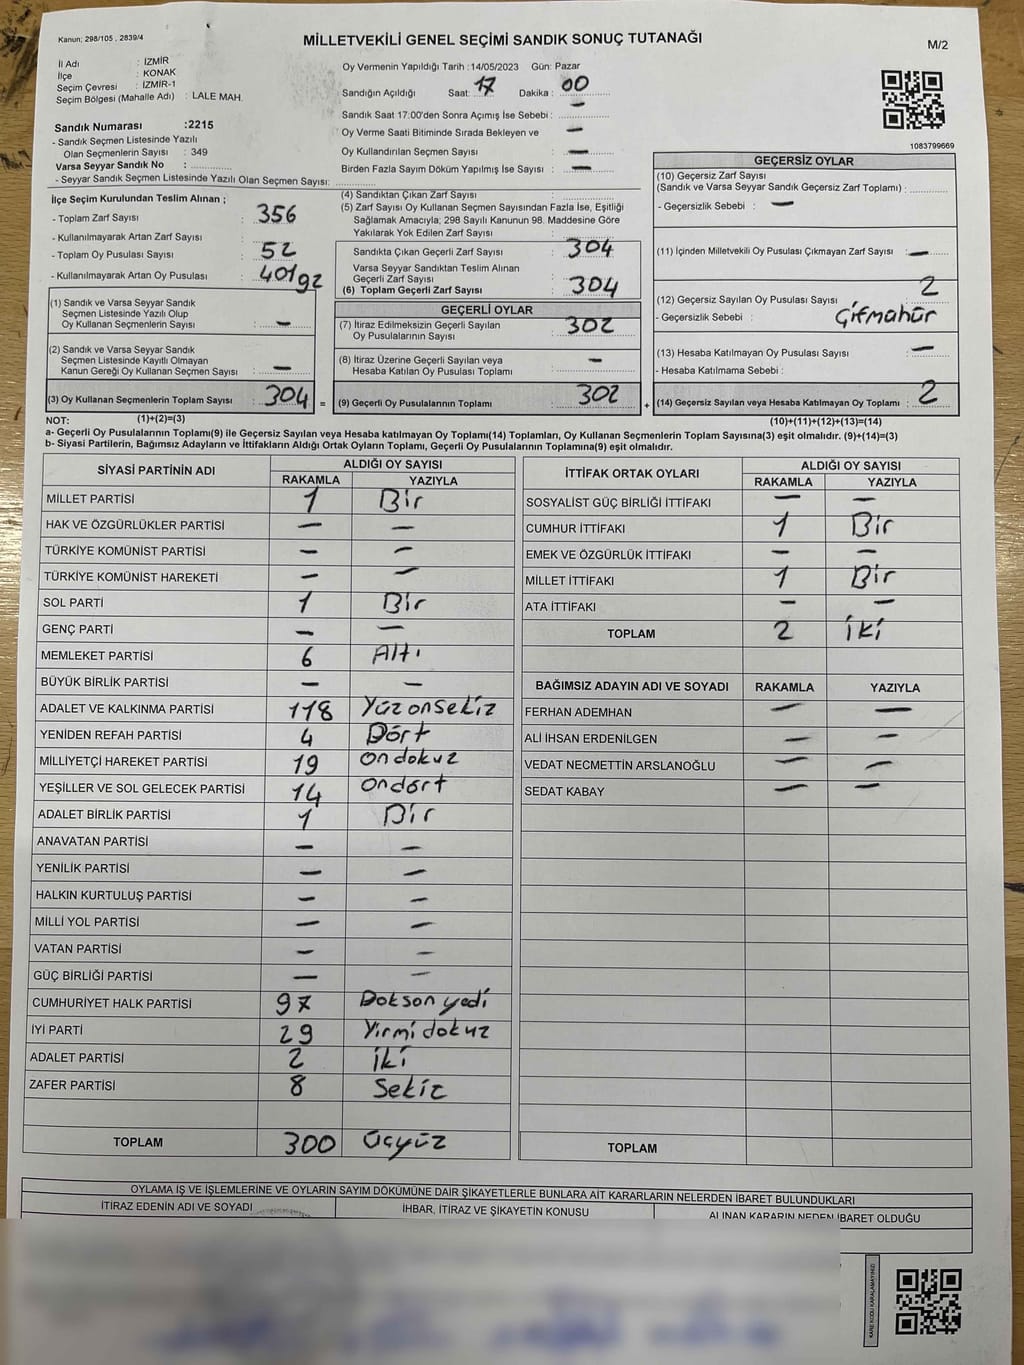 Kanun; 298/105 , 2839/4
MİLLETVEKİLİ GENEL SEÇİMİ SANDIK SONUÇ TUTANAĞI
M/2
İl Adı : İZMİR
İlçe : KONAK
Seçim Çevresi : İZMİR-1
Seçim Bölgesi (Mahalle Adı) : LALE MAH.
Sandık Numarası :2215
- Sandık Seçmen Listesinde Yazılı
Olan Seçmenlerin Sayısı : 349
Varsa Seyyar Sandık No :
- Seyyar Sandık Seçmen Listesinde Yazılı Olan Seçmen Sayısı:
Oy Vermenin Yapıldığı Tarih :14/05/2023 Gün: Pazar
Sandığın Açıldığı Saat: 17 Dakika : 00
Sandık Saat 17:00'den Sonra Açımış İse Sebebi : —
Oy Verme Saati Bitiminde Sırada Bekleyen ve —
Oy Kullandırılan Seçmen Sayısı —
Birden Fazla Sayım Döküm Yapılmış İse Sayısı : —
1083799669
İlçe Seçim Kurulundan Teslim Alınan ;
- Toplam Zarf Sayısı : 356
- Kullanılmayarak Artan Zarf Sayısı : 52
- Toplam Oy Pusulası Sayısı : 401
- Kullanılmayarak Artan Oy Pusulası : 92
(1) Sandık ve Varsa Seyyar Sandık
Seçmen Listesinde Yazılı Olup
Oy Kullanan Seçmenlerin Sayısı : —
(2) Sandık ve Varsa Seyyar Sandık
Seçmen Listesinde Kayıtlı Olmayan
Kanun Gereği Oy Kullanan Seçmen Sayısı : —
(3) Oy Kullanan Seçmenlerin Toplam Sayısı : 304 =
(4) Sandıktan Çıkan Zarf Sayısı :
(5) Zarf Sayısı Oy Kullanan Seçmen Sayısından Fazla İse, Eşitliği
Sağlamak Amacıyla; 298 Sayılı Kanunun 98. Maddesine Göre
Yakılarak Yok Edilen Zarf Sayısı :
Sandıkta Çıkan Geçerli Zarf Sayısı : 304
Varsa Seyyar Sandıktan Teslim Alınan
Geçerli Zarf Sayısı :
(6) Toplam Geçerli Zarf Sayısı : 304
GEÇERLİ OYLAR
(7) İtiraz Edilmeksizin Geçerli Sayılan
Oy Pusulalarının Sayısı : 302
(8) İtiraz Üzerine Geçerli Sayılan veya
Hesaba Katılan Oy Pusulası Toplamı : —
(9) Geçerli Oy Pusulalarının Toplamı : 302 +
GEÇERSİZ OYLAR
(10) Geçersiz Zarf Sayısı
(Sandık ve Varsa Seyyar Sandık Geçersiz Zarf Toplamı) :
- Geçersizlik Sebebi : —
(11) İçinden Milletvekili Oy Pusulası Çıkmayan Zarf Sayısı : —
(12) Geçersiz Sayılan Oy Pusulası Sayısı : 2
- Geçersizlik Sebebi : Çifmahür
(13) Hesaba Katılmayan Oy Pusulası Sayısı : —
- Hesaba Katılmama Sebebi :
(14) Geçersiz Sayılan veya Hesaba Katılmayan Oy Toplamı : 2
NOT: (1)+(2)=(3) (10)+(11)+(12)+(13)=(14)
a- Geçerli Oy Pusulalarının Toplamı(9) ile Geçersiz Sayılan veya Hesaba katılmayan Oy Toplamı(14) Toplamları, Oy Kullanan Seçmenlerin Toplam Sayısına(3) eşit olmalıdır. (9)+(14)=(3)
b- Siyasi Partilerin, Bağımsız Adayların ve İttifakların Aldığı Ortak Oyların Toplamı, Geçerli Oy Pusulalarının Toplamına(9) eşit olmalıdır.
SİYASİ PARTİNİN ADI ALDIĞI OY SAYISI
RAKAMLA YAZIYLA
MİLLET PARTİSİ 1 Bir
HAK VE ÖZGÜRLÜKLER PARTİSİ — —
TÜRKİYE KOMÜNİST PARTİSİ — —
TÜRKİYE KOMÜNİST HAREKETİ — —
SOL PARTİ 1 Bir
GENÇ PARTİ — —
MEMLEKET PARTİSİ 6 Altı
BÜYÜK BİRLİK PARTİSİ — —
ADALET VE KALKINMA PARTİSİ 118 Yüzonsekiz
YENİDEN REFAH PARTİSİ 4 Dört
MİLLİYETÇİ HAREKET PARTİSİ 19 ondokuz
YEŞİLLER VE SOL GELECEK PARTİSİ 14 ondört
ADALET BİRLİK PARTİSİ 1 Bir
ANAVATAN PARTİSİ — —
YENİLİK PARTİSİ — —
HALKIN KURTULUŞ PARTİSİ — —
MİLLİ YOL PARTİSİ — —
VATAN PARTİSİ — —
GÜÇ BİRLİĞİ PARTİSİ — —
CUMHURİYET HALK PARTİSİ 97 Doksonyedi
İYİ PARTİ 29 Yirmidokuz
ADALET PARTİSİ 2 iki
ZAFER PARTİSİ 8 Sekiz
TOPLAM 300 Üçyüz
İTTİFAK ORTAK OYLARI ALDIĞI OY SAYISI
RAKAMLA YAZIYLA
SOSYALİST GÜÇ BİRLİĞİ İTTİFAKI — —
CUMHUR İTTİFAKI 1 Bir
EMEK VE ÖZGÜRLÜK İTTİFAKI — —
MİLLET İTTİFAKI 1 Bir
ATA İTTİFAKI — —
TOPLAM 2 iki
BAĞIMSIZ ADAYIN ADI VE SOYADI RAKAMLA YAZIYLA
FERHAN ADEMHAN — —
ALİ İHSAN ERDENİLGEN — —
VEDAT NECMETTİN ARSLANOĞLU — —
SEDAT KABAY — —
TOPLAM
OYLAMA İŞ VE İŞLEMLERİNE VE OYLARIN SAYIM DÖKÜMÜNE DAİR ŞİKAYETLERLE BUNLARA AİT KARARLARIN NELERDEN İBARET BULUNDUKLARI
İTİRAZ EDENİN ADI VE SOYADI İHBAR, İTİRAZ VE ŞİKAYETİN KONUSU ALINAN KARARIN NEDEN İBARET OLDUĞU
KARE KODU KARALAMAYINIZ!